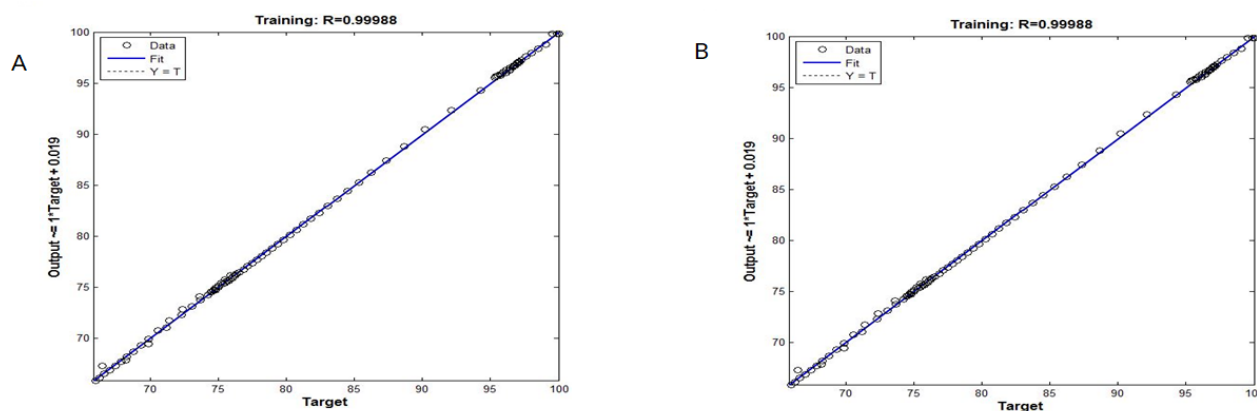 A
Training: R=0.99988
Data
Fit
Y = T
Output ~= 1*Target + 0.019
100
95
90
85
80
75
70
70 75 80 85 90 95 100
Target
B
Training: R=0.99988
Data
Fit
Y = T
Output ~= 1*Target + 0.019
100
95
90
85
80
75
70
70 75 80 85 90 95 100
Target